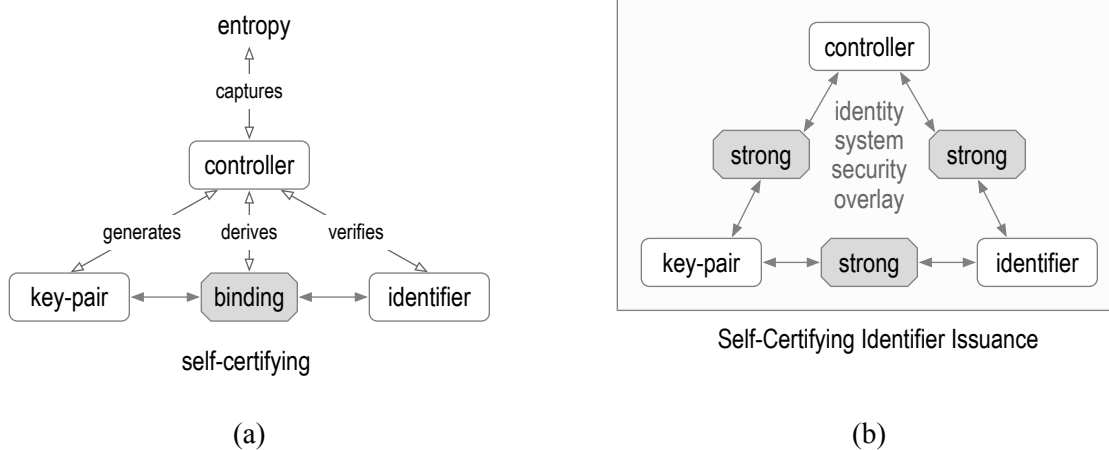 entropy
captures
controller
generates
derives
verifies
key-pair
binding
identifier
self-certifying
(a)
controller
identity
system
security
overlay
strong
strong
key-pair
strong
identifier
Self-Certifying Identifier Issuance
(b)